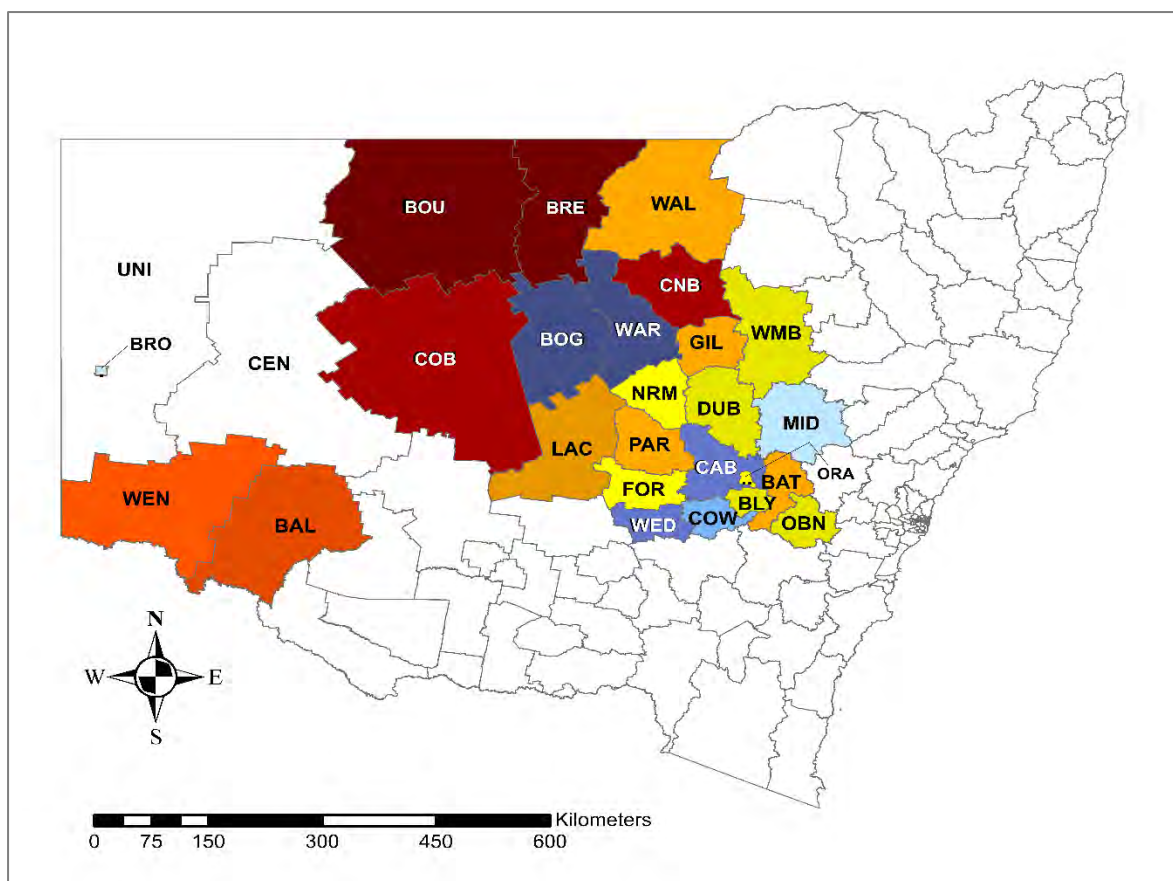 BOU
BRE
WAL
UNI
CNB
BRO
CEN
COB
BOG
WAR
GIL
WMB
NRM
DUB
MID
LAC
PAR
CAB
BAT
ORA
WEN
BAL
FOR
BLY
WED
COW
OBN
N
W
E
S
Kilometers
0 75 150 300 450 600